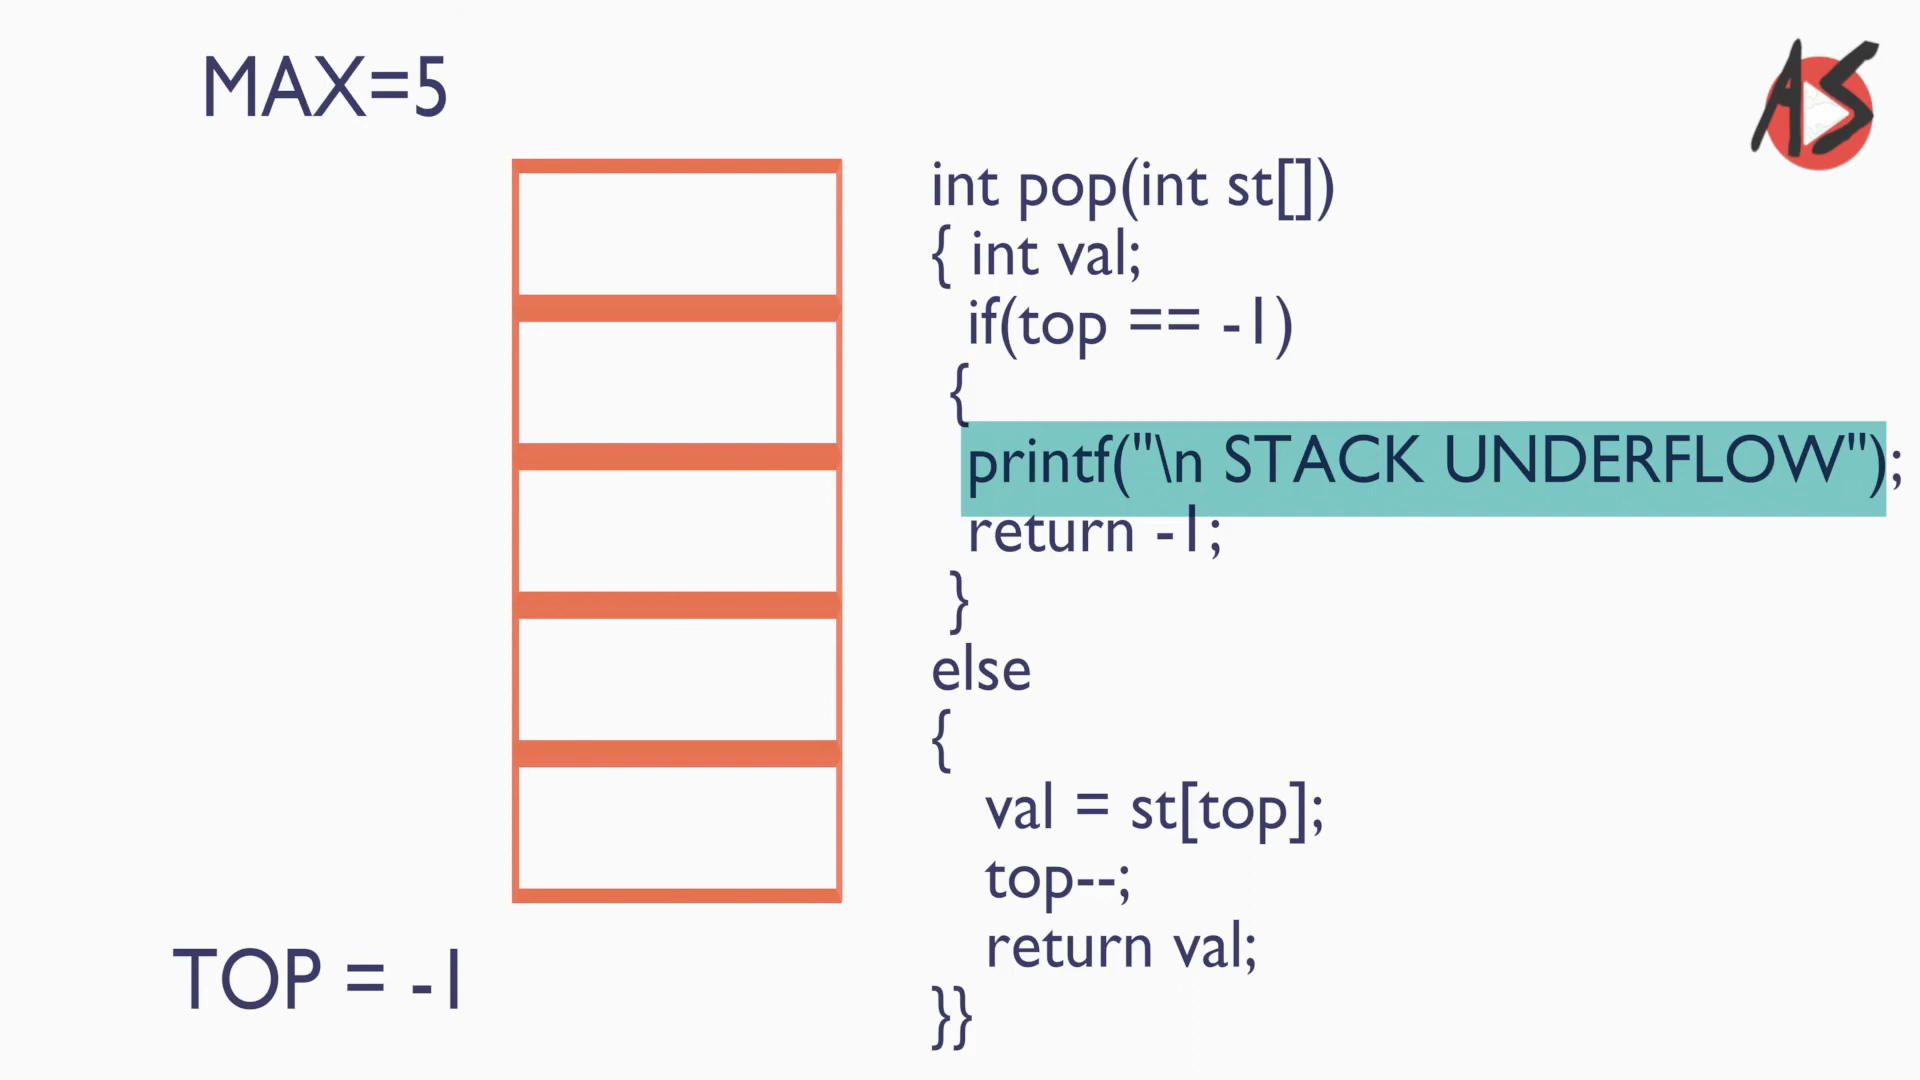 MAX=5
AS
int pop(int st[])
{ int val;
if(top == -1)
{
printf("\n STACK UNDERFLOW");
return -1;
}
else
{
val = st[top];
top--;
return val;
}}
TOP = -1